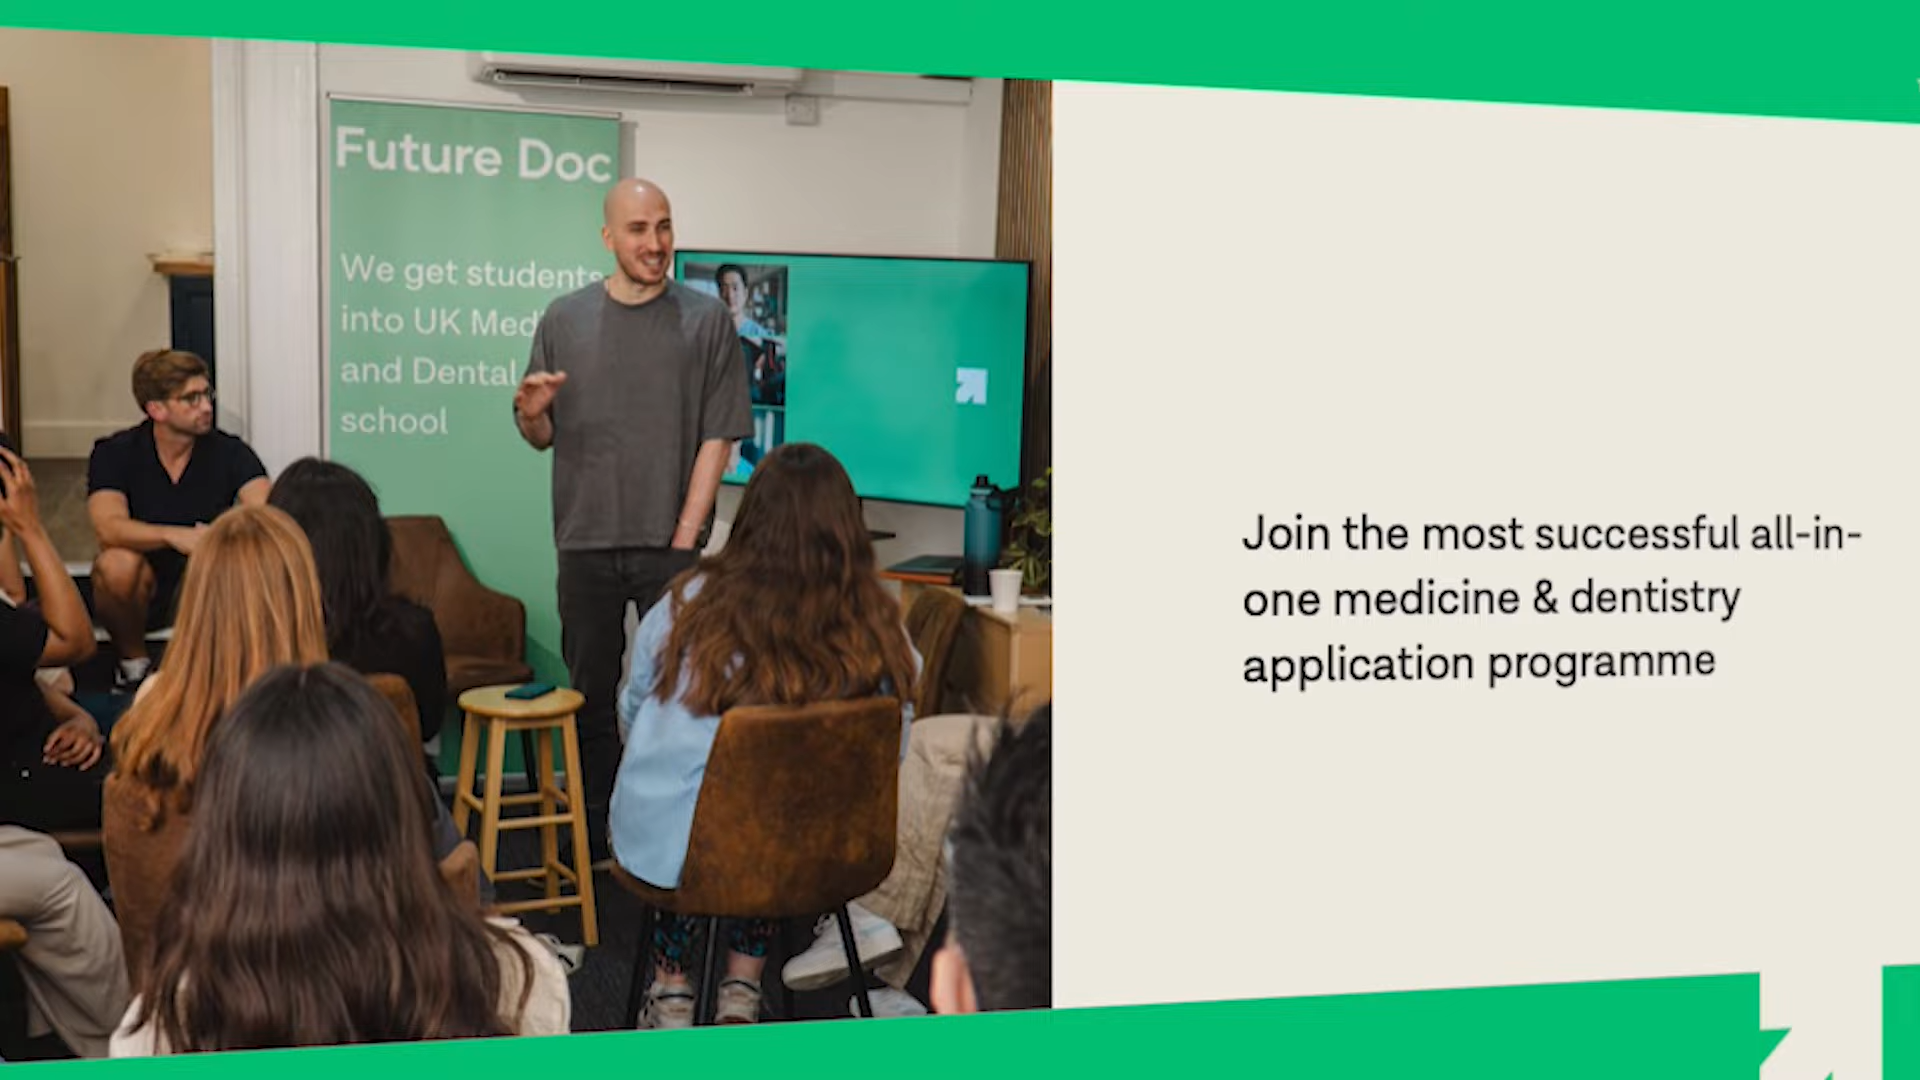 Future Doc
We get students
into UK Med
and Dental
school
Join the most successful all-in-
one medicine & dentistry
application programme